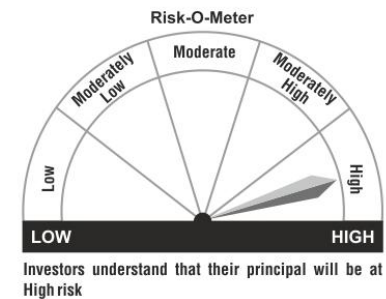 Risk-O-Meter
Moderate
Moderately
Low
Moderately
High
Low
High
LOW
HIGH
Investors understand that their principal will be at
High risk